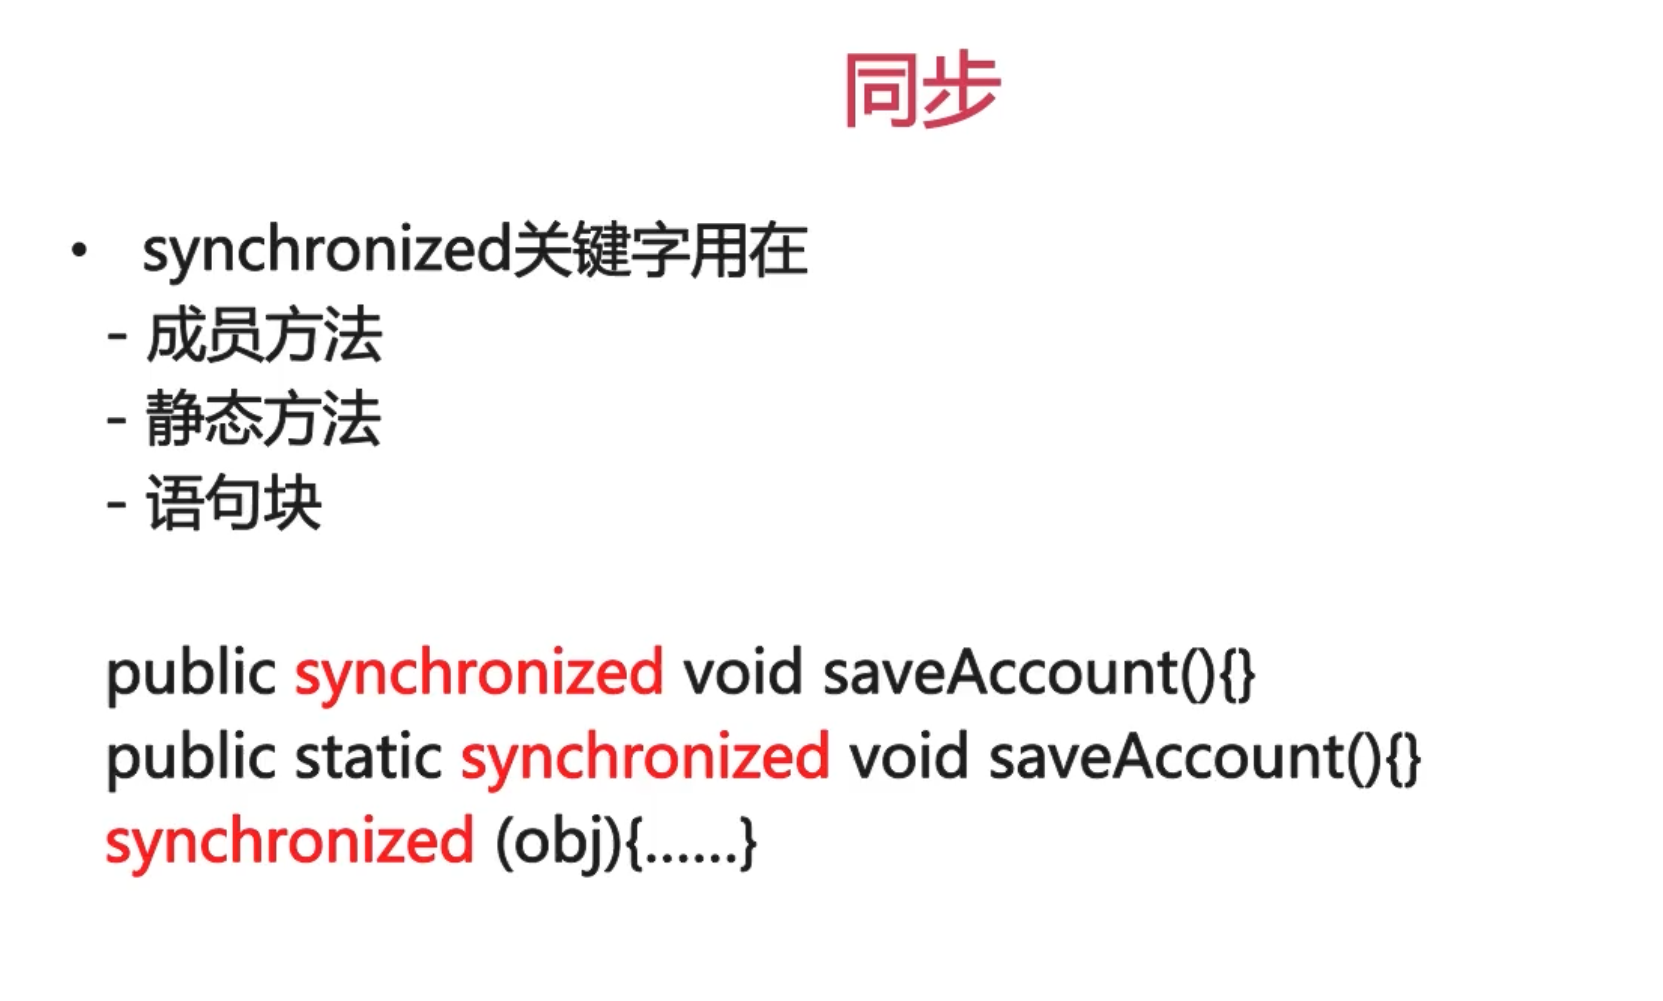 同步
• synchronized关键字用在
- 成员方法
- 静态方法
- 语句块
public synchronized void saveAccount(){}
public static synchronized void saveAccount(){}
synchronized (obj){......}